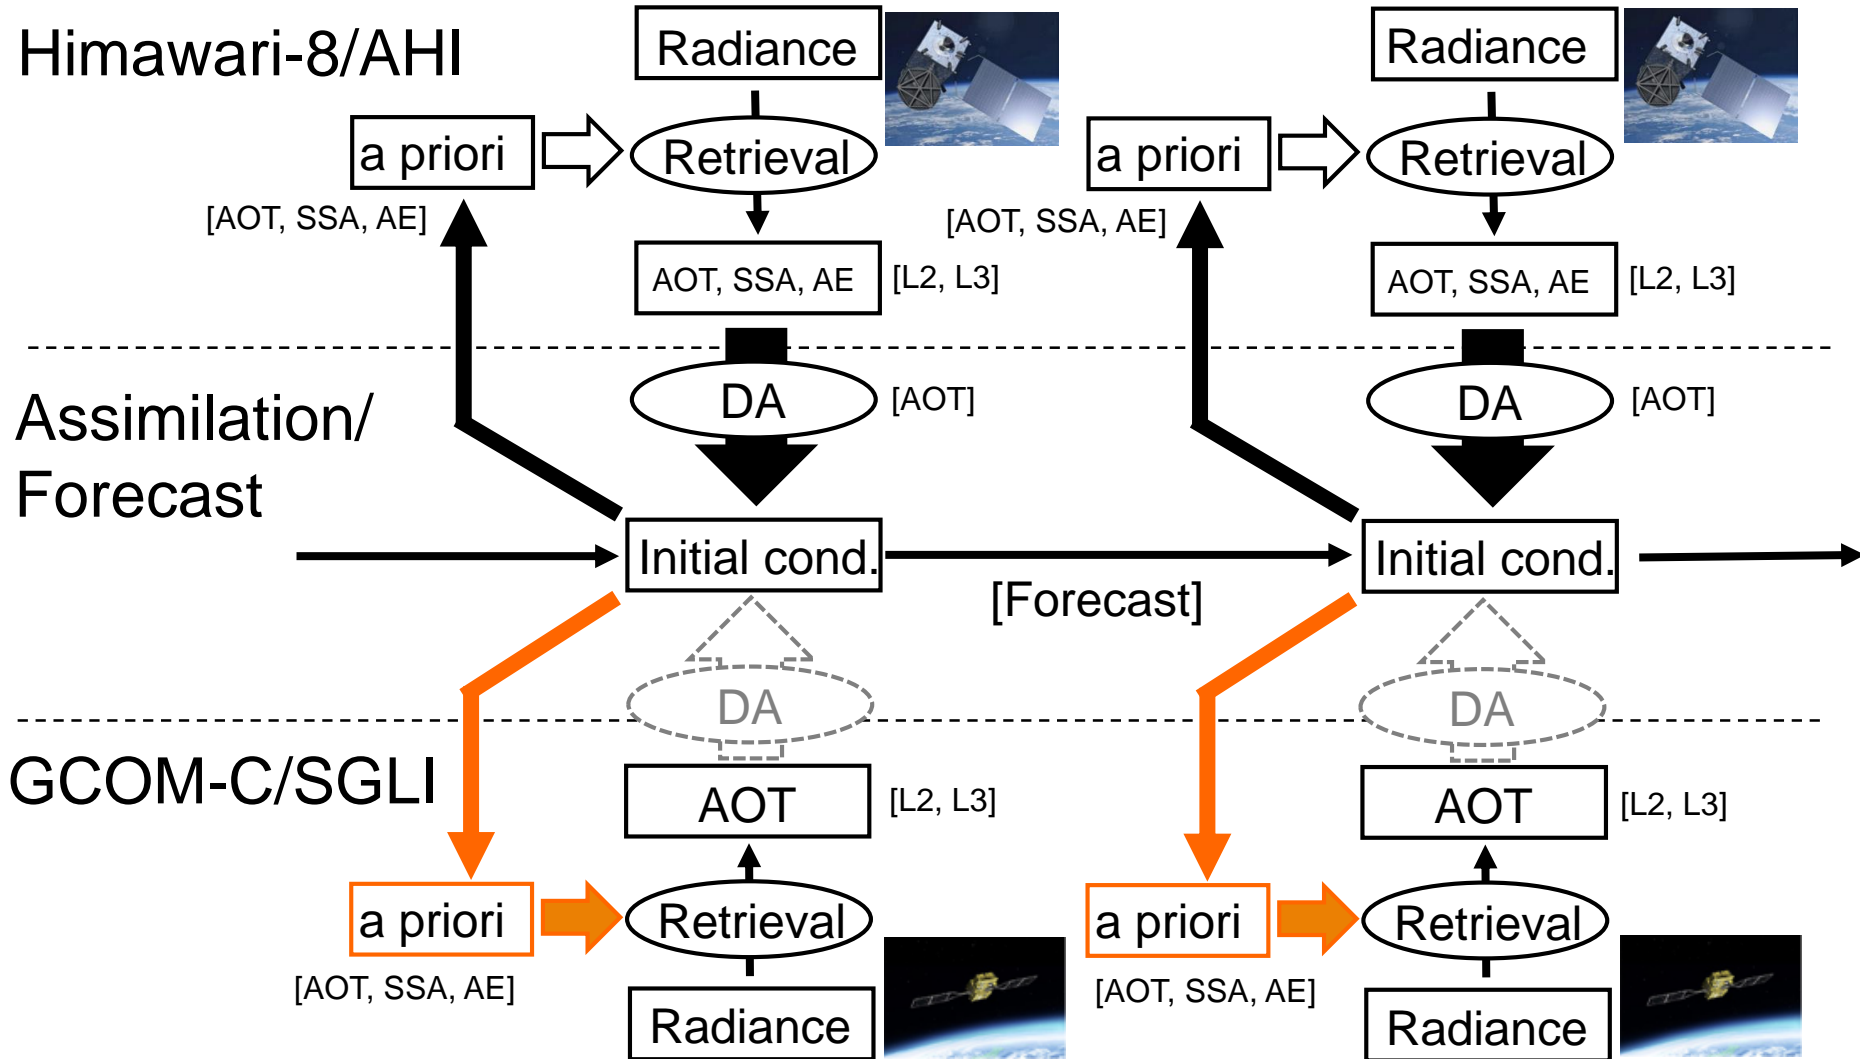 Himawari-8/AHI
Radiance
Radiance
a priori
Retrieval
a priori
Retrieval
[AOT, SSA, AE]
[AOT, SSA, AE]
AOT, SSA, AE
[L2, L3]
AOT, SSA, AE
[L2, L3]
Assimilation/
Forecast
DA
[AOT]
DA
[AOT]
Initial cond.
[Forecast]
Initial cond.
DA
DA
GCOM-C/SGLI
AOT
[L2, L3]
AOT
[L2, L3]
a priori
Retrieval
a priori
Retrieval
[AOT, SSA, AE]
[AOT, SSA, AE]
Radiance
Radiance